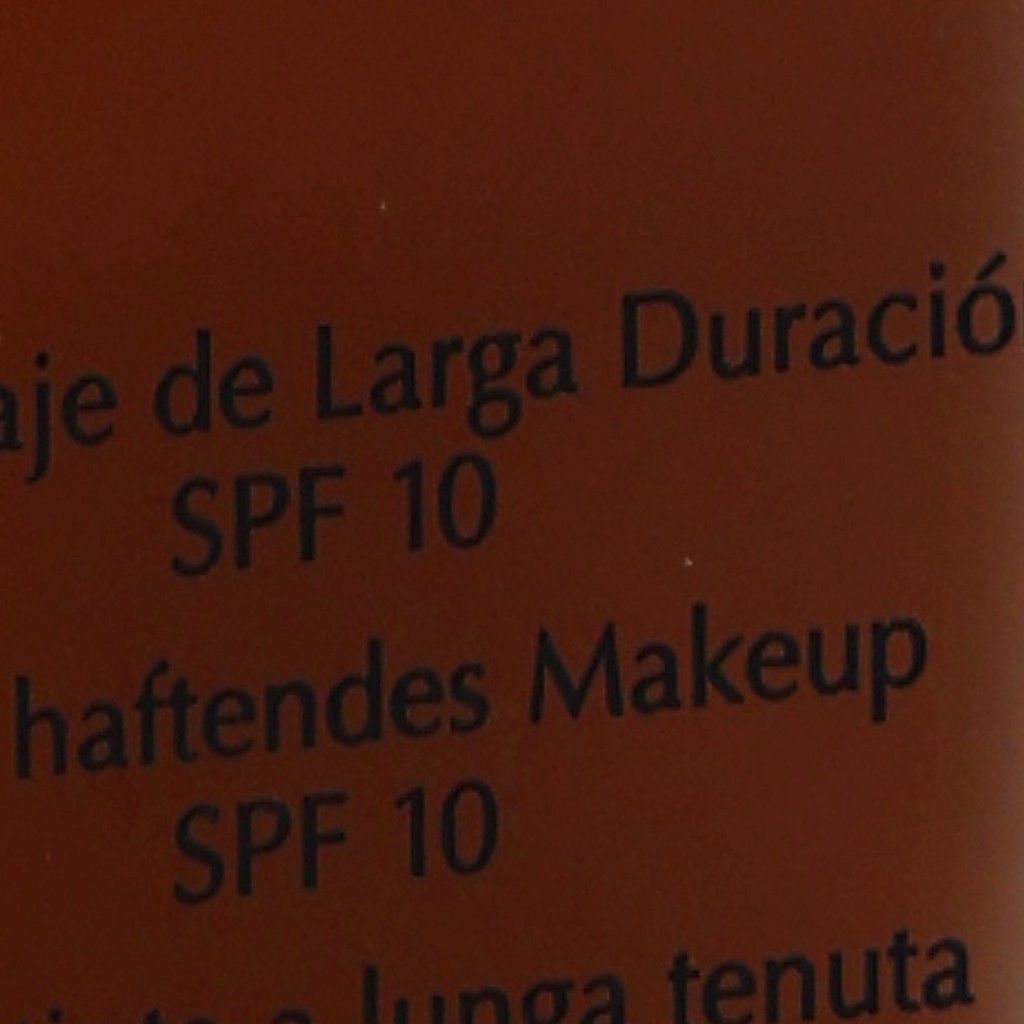 aje de Larga Duració
SPF 10
haftendes Makeup
SPF 10
a lunga tenuta